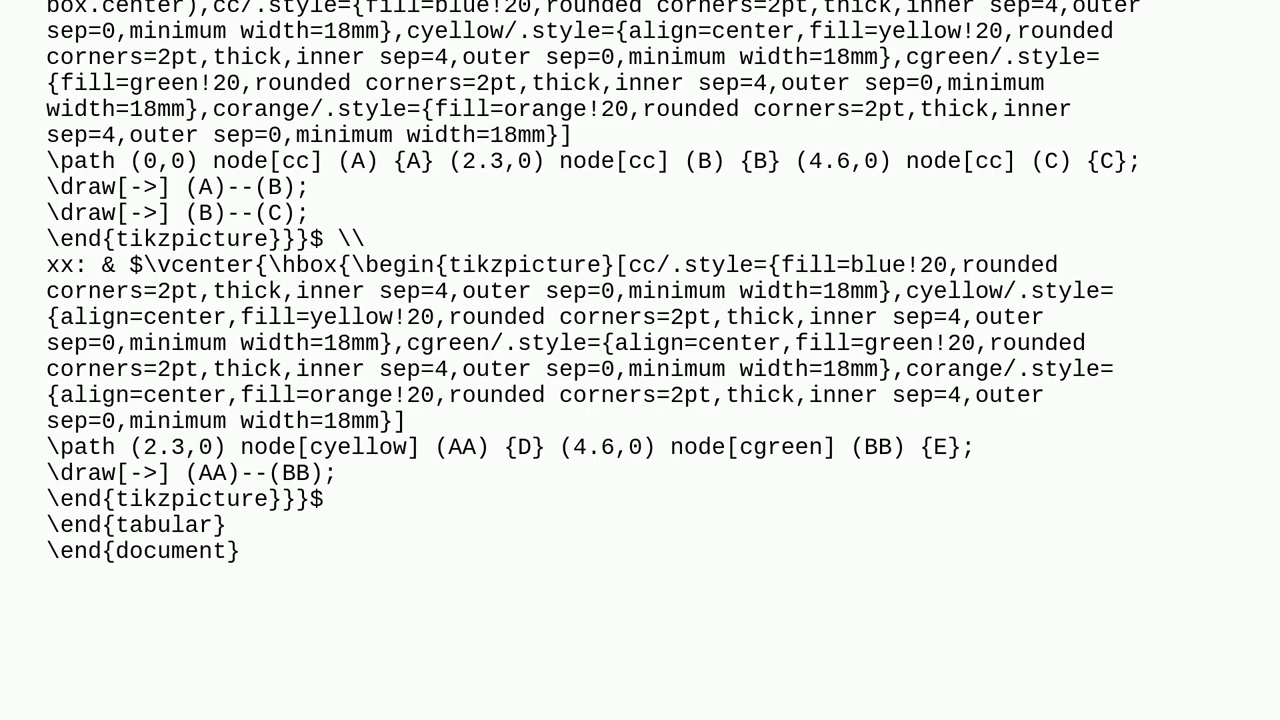 box.center),cc/.style={fill=blue!20,rounded corners=2pt,thick,inner sep=4,outer
sep=0,minimum width=18mm},cyellow/.style={align=center,fill=yellow!20,rounded
corners=2pt,thick,inner sep=4,outer sep=0,minimum width=18mm},cgreen/.style=
{fill=green!20,rounded corners=2pt,thick,inner sep=4,outer sep=0,minimum
width=18mm},corange/.style={fill=orange!20,rounded corners=2pt,thick,inner
sep=4,outer sep=0,minimum width=18mm}]
\path (0,0) node[cc] (A) {A} (2.3,0) node[cc] (B) {B} (4.6,0) node[cc] (C) {C};
\draw[->] (A)--(B);
\draw[->] (B)--(C);
\end{tikzpicture}}}$ \\
xx: & $\vcenter{\hbox{\begin{tikzpicture}[cc/.style={fill=blue!20,rounded
corners=2pt,thick,inner sep=4,outer sep=0,minimum width=18mm},cyellow/.style=
{align=center,fill=yellow!20,rounded corners=2pt,thick,inner sep=4,outer
sep=0,minimum width=18mm},cgreen/.style={align=center,fill=green!20,rounded
corners=2pt,thick,inner sep=4,outer sep=0,minimum width=18mm},corange/.style=
{align=center,fill=orange!20,rounded corners=2pt,thick,inner sep=4,outer
sep=0,minimum width=18mm}]
\path (2.3,0) node[cyellow] (AA) {D} (4.6,0) node[cgreen] (BB) {E};
\draw[->] (AA)--(BB);
\end{tikzpicture}}}$
\end{tabular}
\end{document}